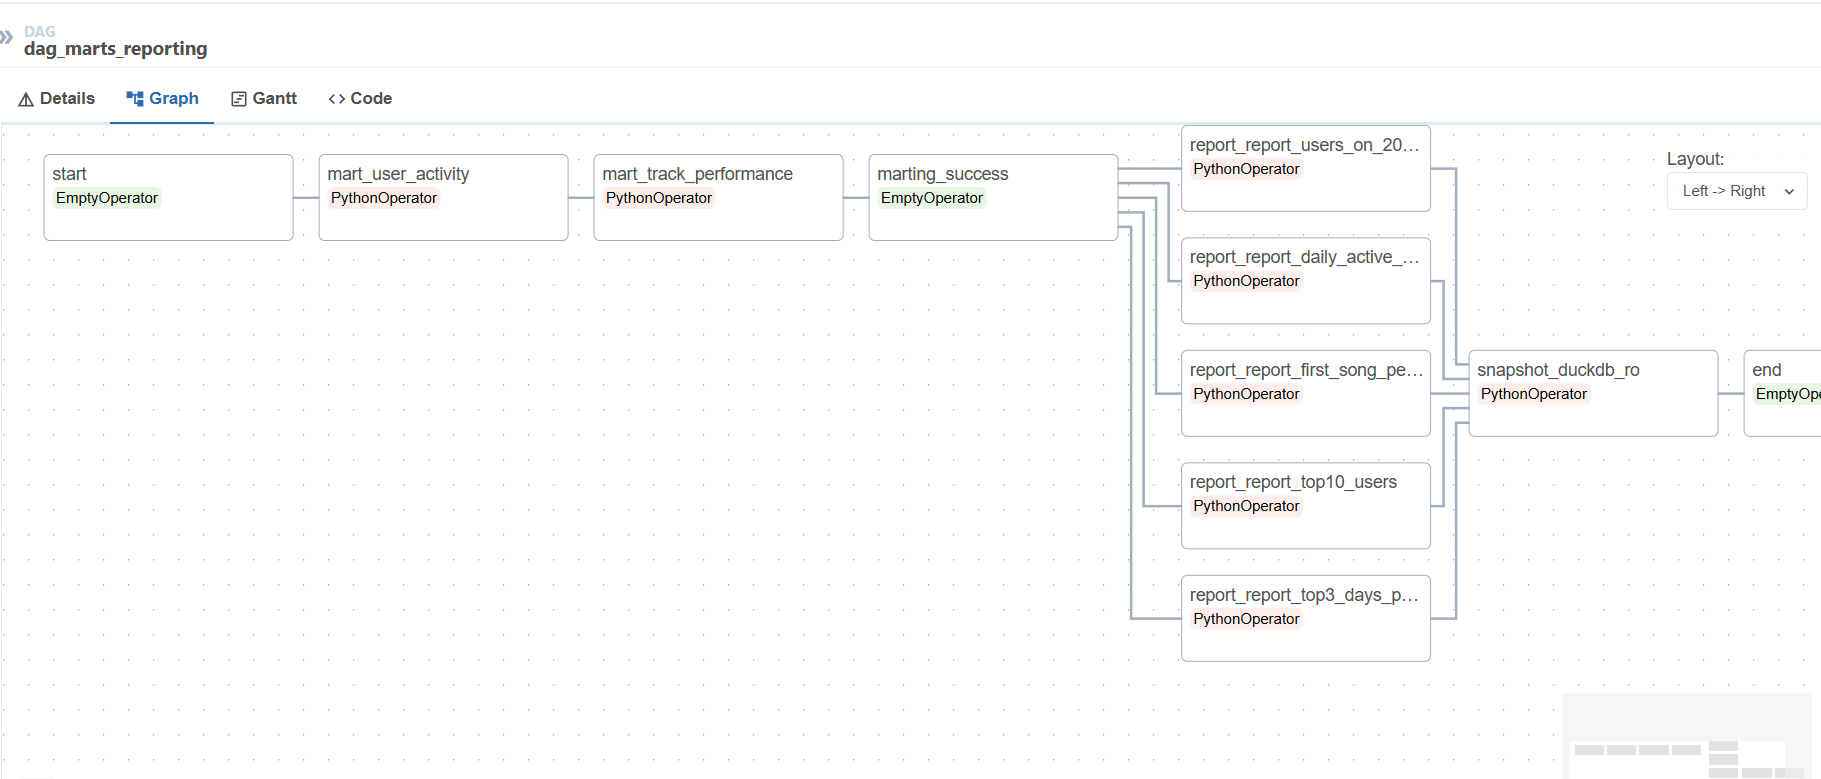 DAG
dag_marts_reporting
Details
Graph
Gantt
Code
start
EmptyOperator
mart_user_activity
PythonOperator
mart_track_performance
PythonOperator
marting_success
EmptyOperator
report_report_users_on_20...
PythonOperator
report_report_daily_active_...
PythonOperator
report_report_first_song_pe...
PythonOperator
report_report_top10_users
PythonOperator
report_report_top3_days_p...
PythonOperator
snapshot_duckdb_ro
PythonOperator
end
EmptyOpe
Layout:
Left -> Right